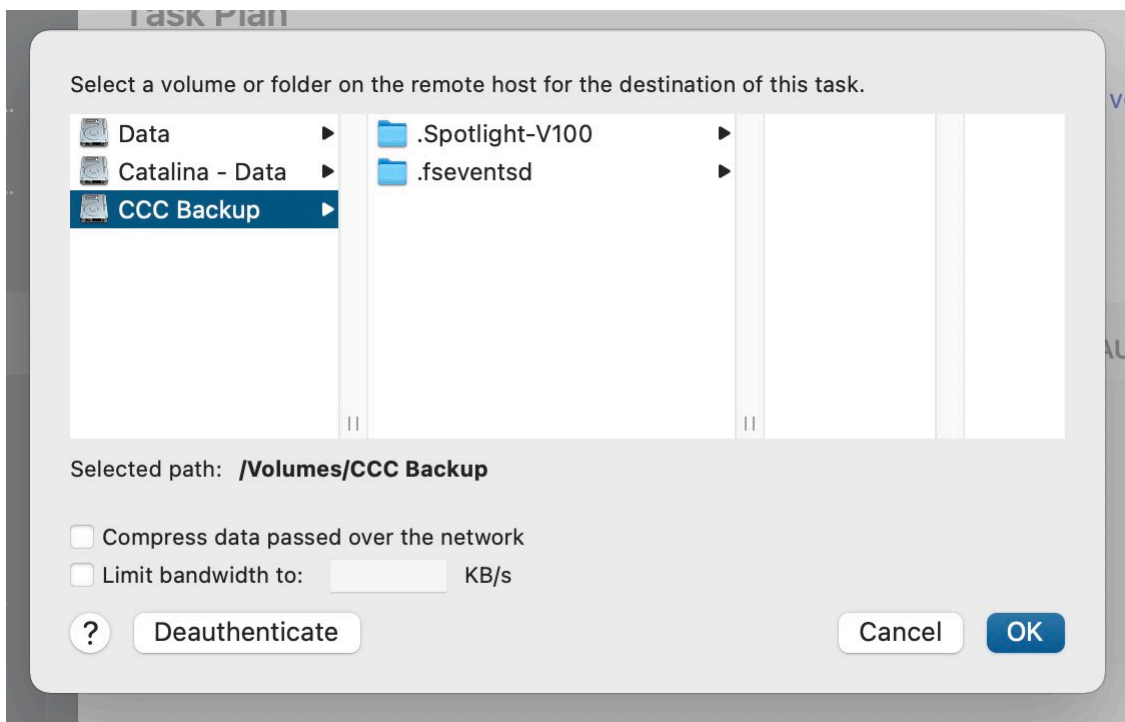 Task Plan
Select a volume or folder on the remote host for the destination of this task.
Data
Catalina - Data
CCC Backup
.Spotlight-V100
.fseventsd
Selected path: /Volumes/CCC Backup
Compress data passed over the network
Limit bandwidth to: KB/s
? Deauthenticate Cancel OK